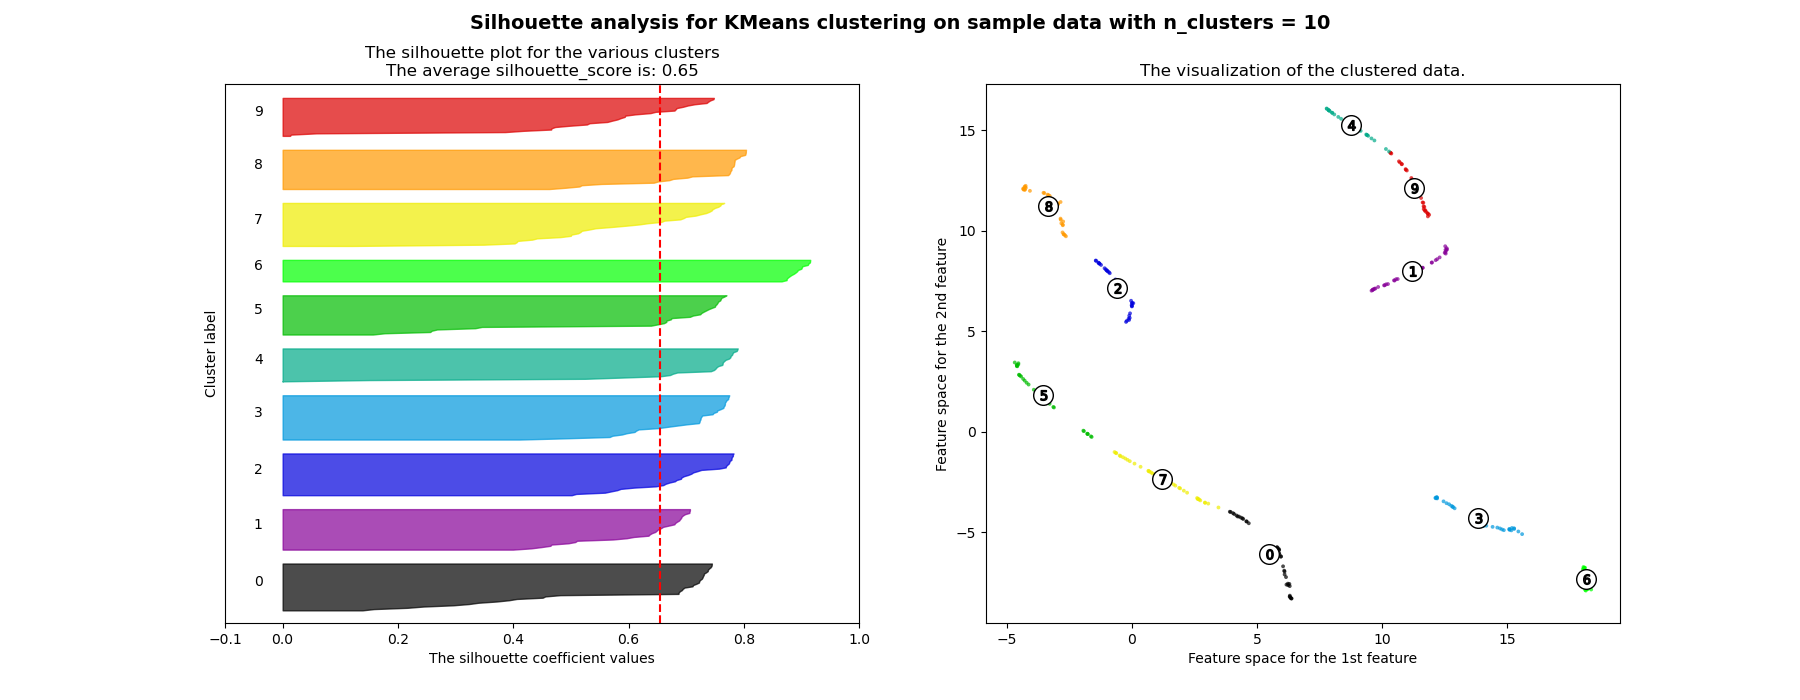 Silhouette analysis for KMeans clustering on sample data with n_clusters = 10
The silhouette plot for the various clusters
The average silhouette_score is: 0.65
Cluster label
9
8
7
6
5
4
3
2
1
0
−0.1 0.0 0.2 0.4 0.6 0.8 1.0
The silhouette coefficient values
The visualization of the clustered data.
Feature space for the 2nd feature
15
10
5
0
−5
4
9
8
1
2
5
7
3
0
6
−5 0 5 10 15
Feature space for the 1st feature